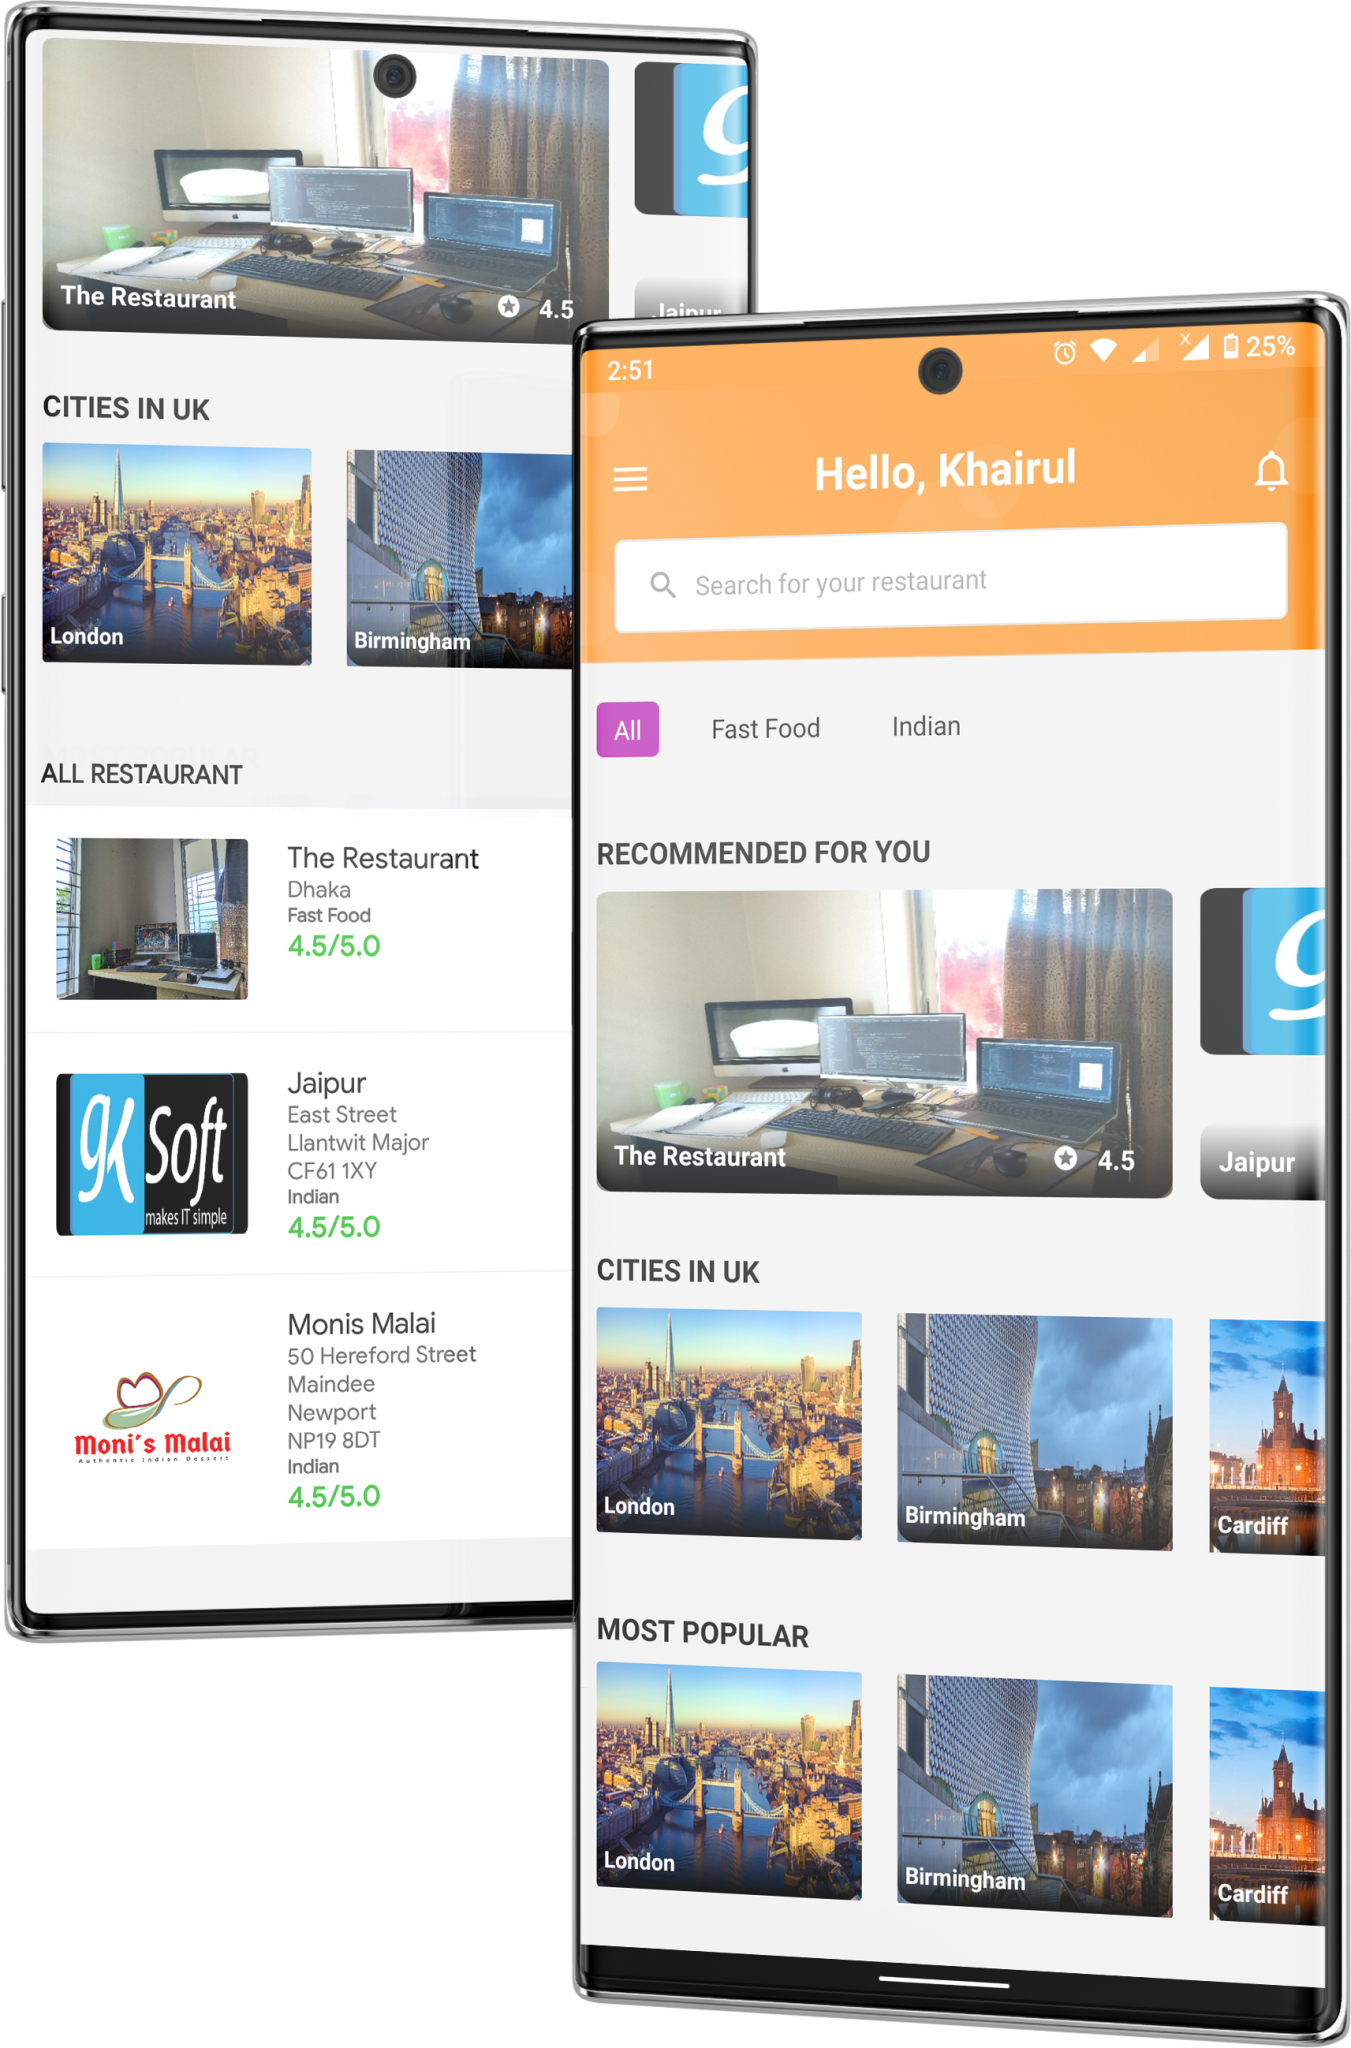 The Restaurant
4.5
Jaipur
CITIES IN UK
London
Birmingham
ALL RESTAURANT
The Restaurant
Dhaka
Fast Food
4.5/5.0
gk Soft
makes IT simple
Jaipur
East Street
Llantwit Major
CF61 1XY
Indian
4.5/5.0
Moni's Malai
Authentic Indian Dessert
Monis Malai
50 Hereford Street
Maindee
Newport
NP19 8DT
Indian
4.5/5.0
2:51
X
25%
Hello, Khairul
Search for your restaurant
All
Fast Food
Indian
RECOMMENDED FOR YOU
The Restaurant
4.5
Jaipur
CITIES IN UK
London
Birmingham
Cardiff
MOST POPULAR
London
Birmingham
Cardiff